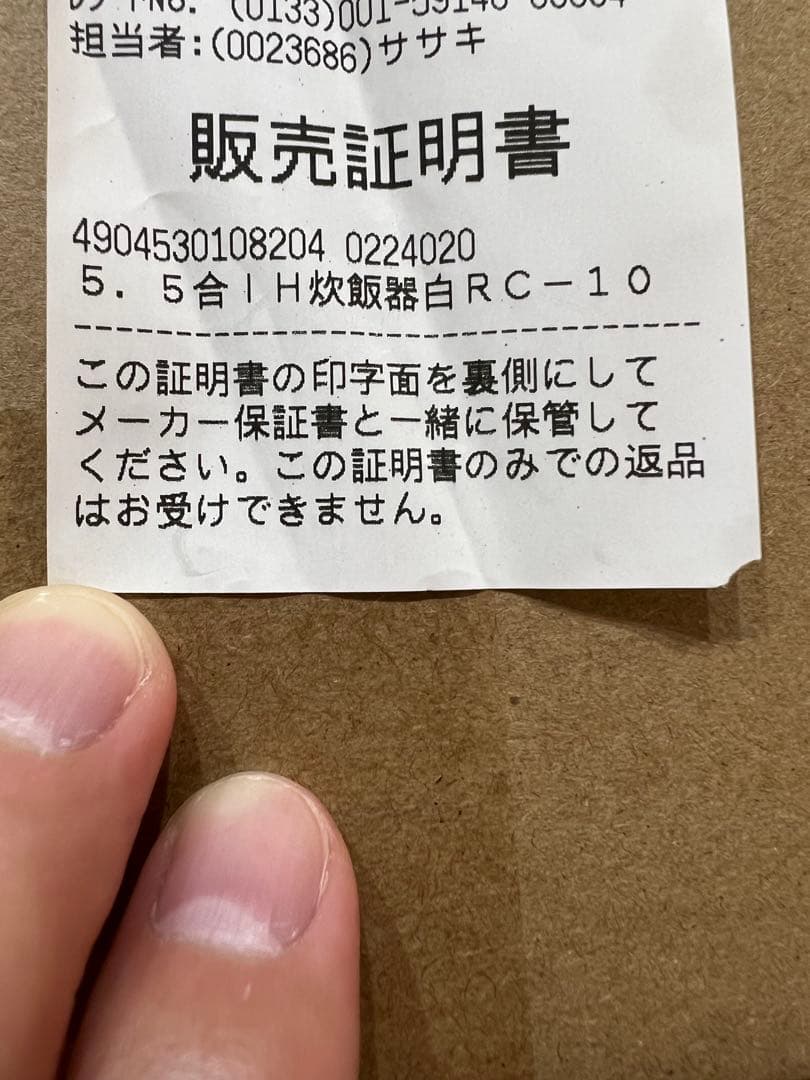 (0133)001-
担当者:(0023686)ササキ
販売証明書
4904530108204 0224020
5.5合IH炊飯器白RC-10
この証明書の印字面を裏側にして
メーカー保証書と一緒に保管して
ください。この証明書のみでの返品
はお受けできません。